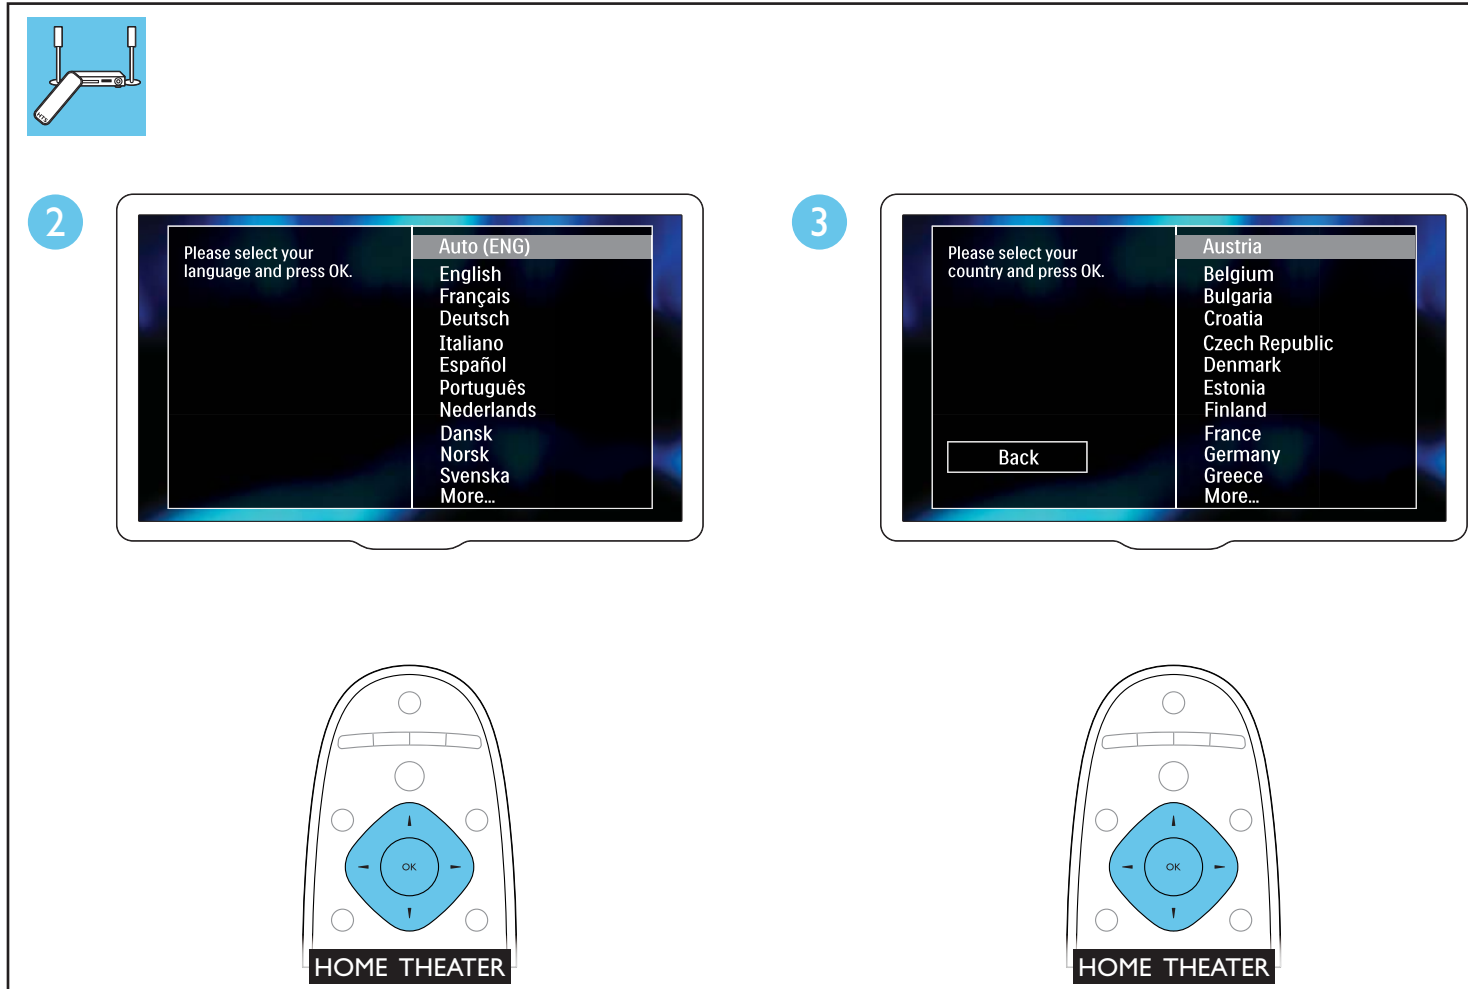 HTS
2
Please select your
language and press OK.
Auto (ENG)
English
Français
Deutsch
Italiano
Español
Português
Nederlands
Dansk
Norsk
Svenska
More...
3
Please select your
country and press OK.
Back
Austria
Belgium
Bulgaria
Croatia
Czech Republic
Denmark
Estonia
Finland
France
Germany
Greece
More...
OK
HOME THEATER
OK
HOME THEATER